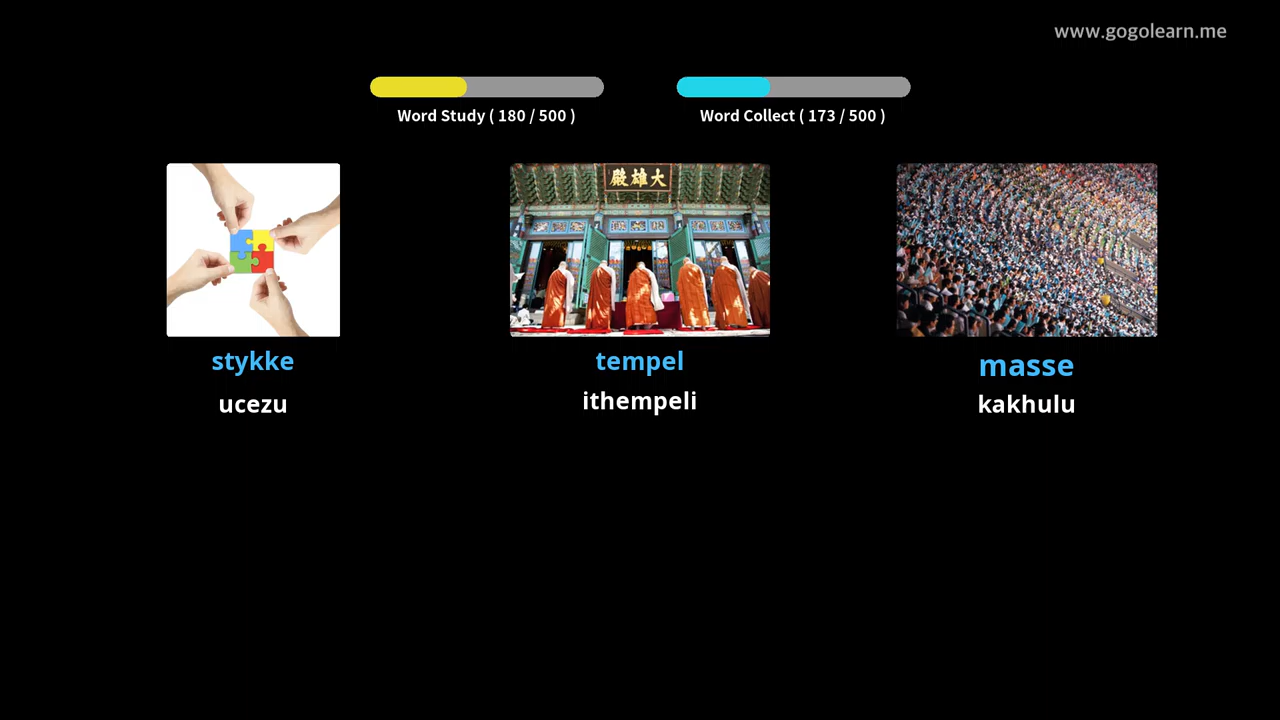 www.gogolearn.me
Word Study ( 180 / 500 )
Word Collect ( 173 / 500 )
殿雄大
stykke
tempel
masse
ucezu
ithempeli
kakhulu